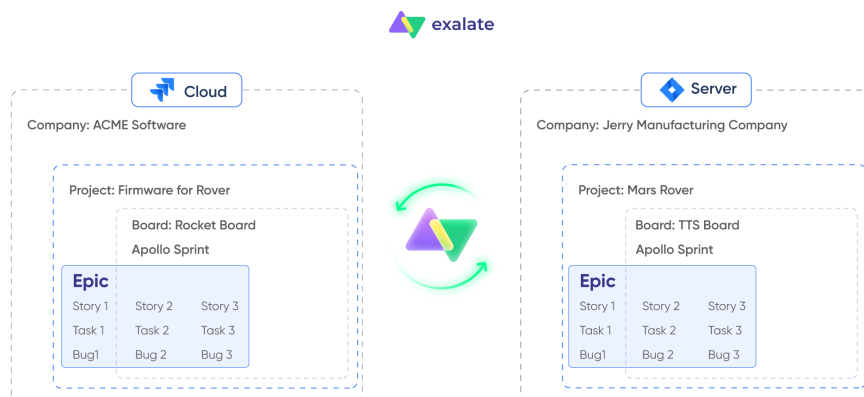 exalate
Cloud
Company: ACME Software
Project: Firmware for Rover
Board: Rocket Board
Apollo Sprint
Epic
Story 1 Story 2 Story 3
Task 1 Task 2 Task 3
Bug1 Bug 2 Bug 3
Server
Company: Jerry Manufacturing Company
Project: Mars Rover
Board: TTS Board
Apollo Sprint
Epic
Story 1 Story 2 Story 3
Task 1 Task 2 Task 3
Bug1 Bug 2 Bug 3